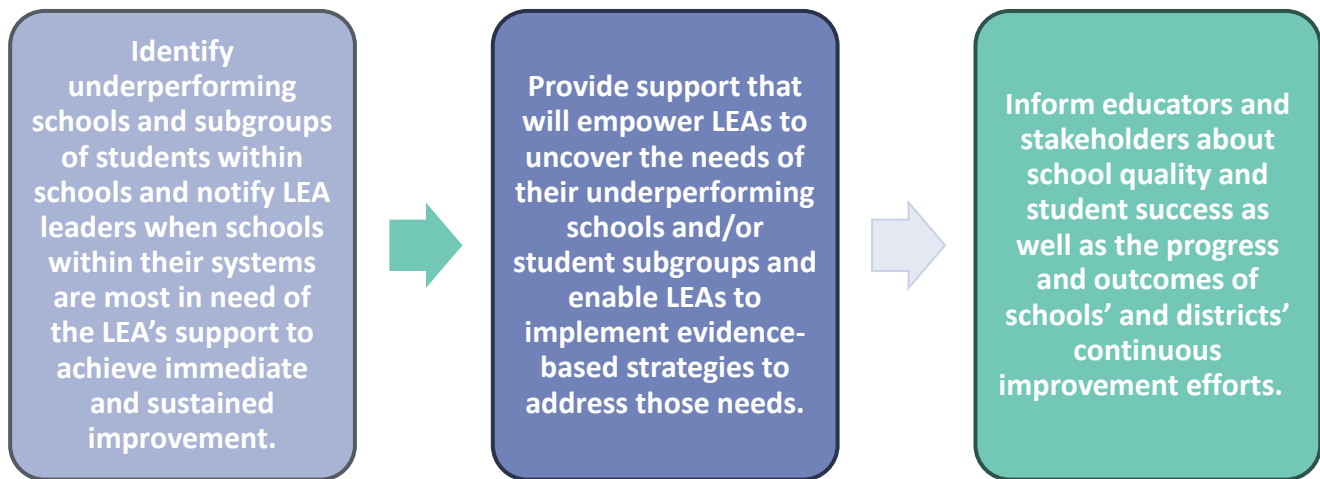 Identify
underperforming
schools and subgroups
of students within
schools and notify LEA
leaders when schools
within their systems
are most in need of
the LEA’s support to
achieve immediate
and sustained
improvement.
Provide support that
will empower LEAs to
uncover the needs of
their underperforming
schools and/or
student subgroups and
enable LEAs to
implement evidence-
based strategies to
address those needs.
Inform educators and
stakeholders about
school quality and
student success as
well as the progress
and outcomes of
schools’ and districts’
continuous
improvement efforts.